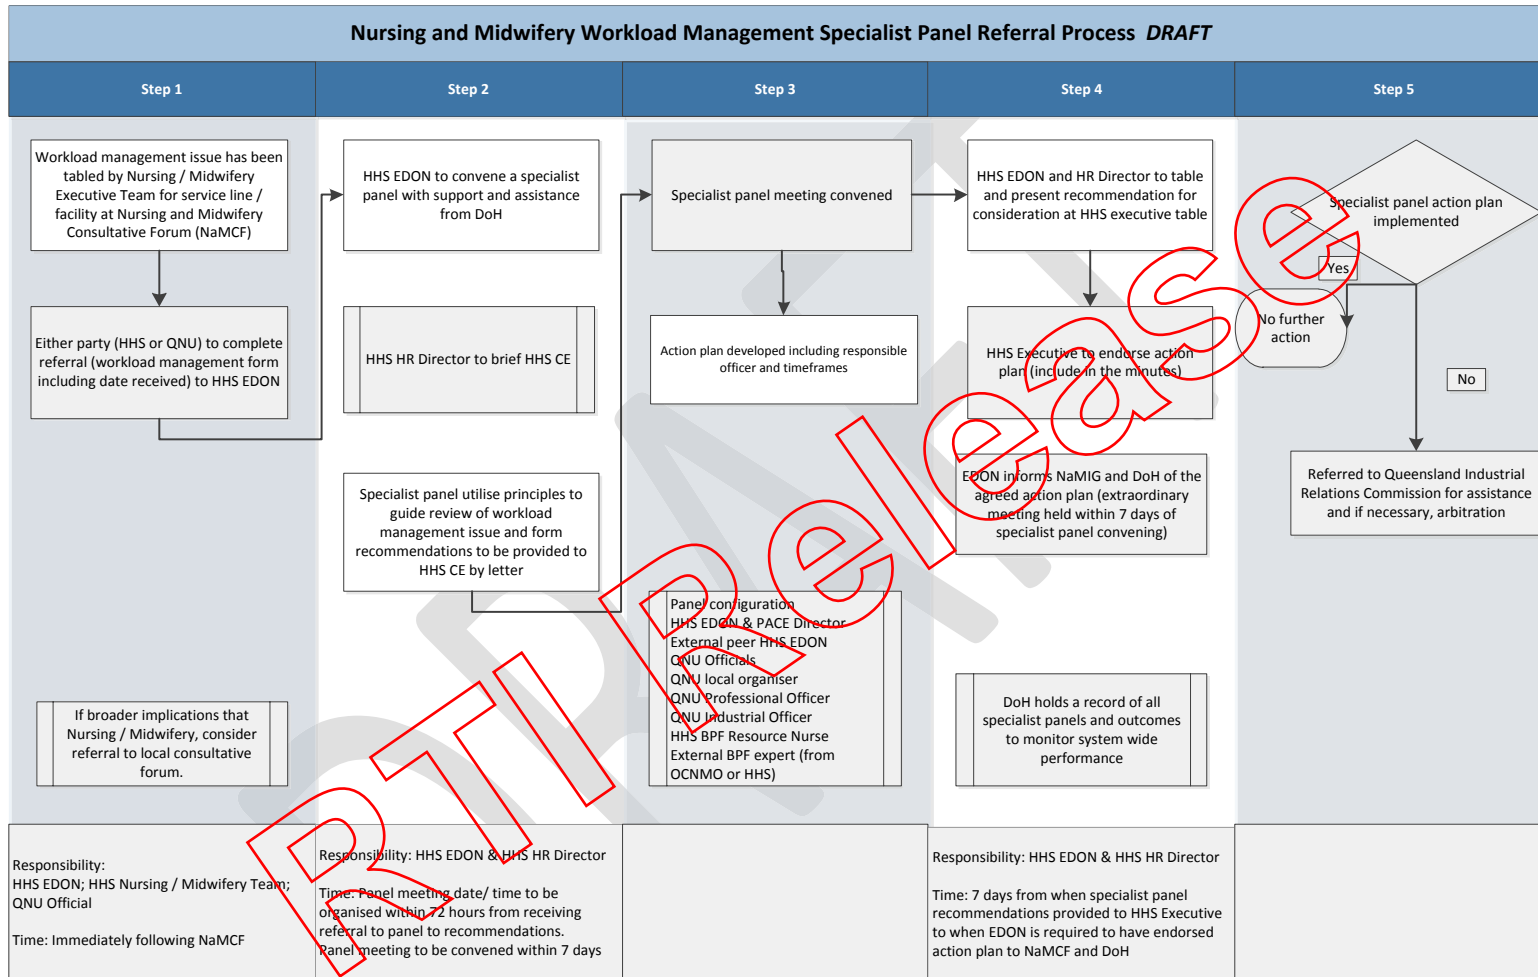 Nursing and Midwifery Workload Management Specialist Panel Referral Process DRAFT
Step 1
Step 2
Step 3
Step 4
Step 5
Workload management issue has been
tabled by Nursing / Midwifery
Executive Team for service line /
facility at Nursing and Midwifery
Consultative Forum (NaMCF)
Either party (HHS or QNU) to complete
referral (workload management form
including date received) to HHS EDON
If broader implications that
Nursing / Midwifery, consider
referral to local consultative
forum.
Responsibility:
HHS EDON; HHS Nursing / Midwifery Team;
QNU Official
Time: Immediately following NaMCF
HHS EDON to convene a specialist
panel with support and assistance
from DoH
HHS HR Director to brief HHS CE
Specialist panel utilise principles to
guide review of workload
management issue and form
recommendations to be provided to
HHS CE by letter
Responsibility: HHS EDON & HHS HR Director
Time: Panel meeting date/ time to be
organised within 72 hours from receiving
referral to panel to recommendations.
Panel meeting to be convened within 7 days
Specialist panel meeting convened
Action plan developed including responsible
officer and timeframes
Panel configuration
HHS EDON & PACE Director
External peer HHS EDON
QNU Officials
QNU local organiser
QNU Professional Officer
QNU Industrial Officer
HHS BPF Resource Nurse
External BPF expert (from
OCNMO or HHS)
HHS EDON and HR Director to table
and present recommendation for
consideration at HHS executive table
HHS Executive to endorse action
plan (include in the minutes)
EDON informs NaMIG and DoH of the
agreed action plan (extraordinary
meeting held within 7 days of
specialist panel convening)
DoH holds a record of all
specialist panels and outcomes
to monitor system wide
performance
Responsibility: HHS EDON & HHS HR Director
Time: 7 days from when specialist panel
recommendations provided to HHS Executive
to when EDON is required to have endorsed
action plan to NaMCF and DoH
Specialist panel action plan
implemented
Yes
No further
action
No
Referred to Queensland Industrial
Relations Commission for assistance
and if necessary, arbitration
DRAFT
RTI Release